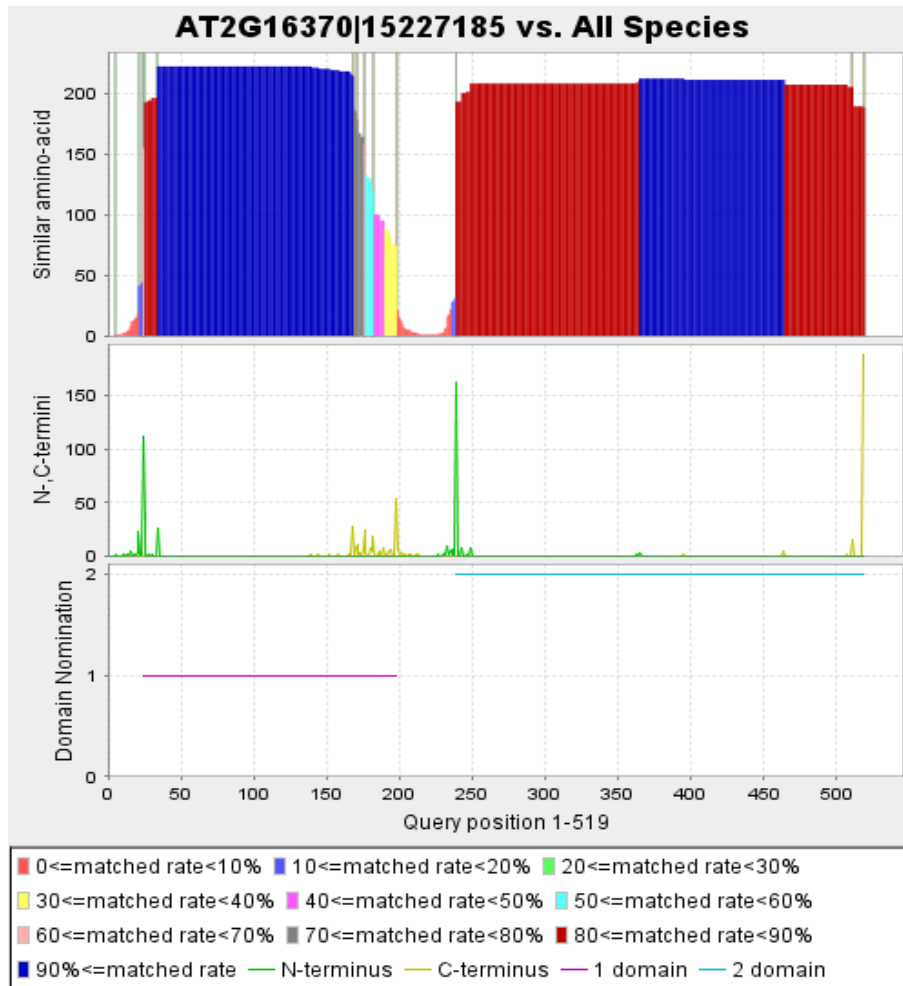 AT2G16370|15227185 vs. All Species
Similar amino-acid
200
150
100
50
0
N-,C-termini
150
100
50
0
Domain Nomination
2
1
0
0 50 100 150 200 250 300 350 400 450 500
Query position 1-519
0<=matched rate<10% 10<=matched rate<20% 20<=matched rate<30%
30<=matched rate<40% 40<=matched rate<50% 50<=matched rate<60%
60<=matched rate<70% 70<=matched rate<80% 80<=matched rate<90%
90%<=matched rate N-terminus C-terminus 1 domain 2 domain